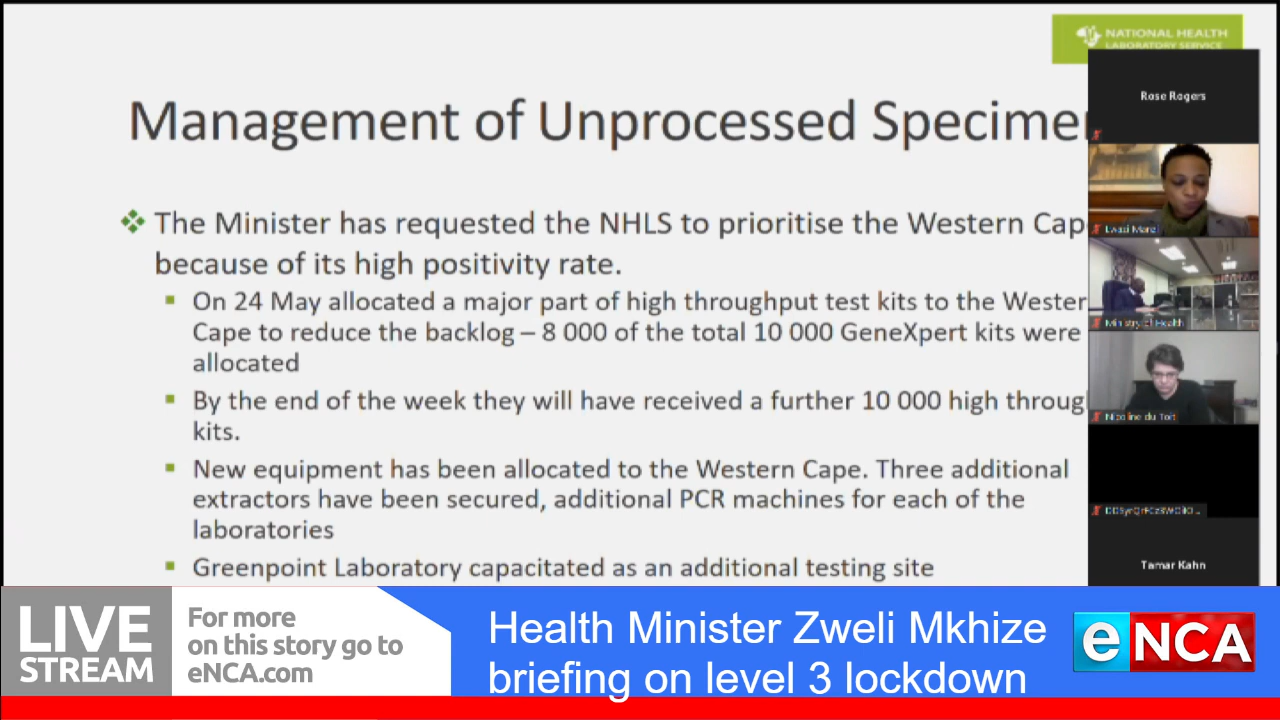 NATIONAL HEALTH
LABORATORY SERVICE
Management of Unprocessed Specimen
The Minister has requested the NHLS to prioritise the Western Cap
because of its high positivity rate.
On 24 May allocated a major part of high throughput test kits to the Wester
Cape to reduce the backlog – 8 000 of the total 10 000 GeneXpert kits were
allocated
By the end of the week they will have received a further 10 000 high throug
kits.
New equipment has been allocated to the Western Cape. Three additional
extractors have been secured, additional PCR machines for each of the
laboratories
Greenpoint Laboratory capacitated as an additional testing site
Rose Rogers
Ministry of Health
Nicoline du Toit
Tamar Kahn
LIVE
STREAM
For more
on this story go to
eNCA.com
Health Minister Zweli Mkhize
briefing on level 3 lockdown
eNCA